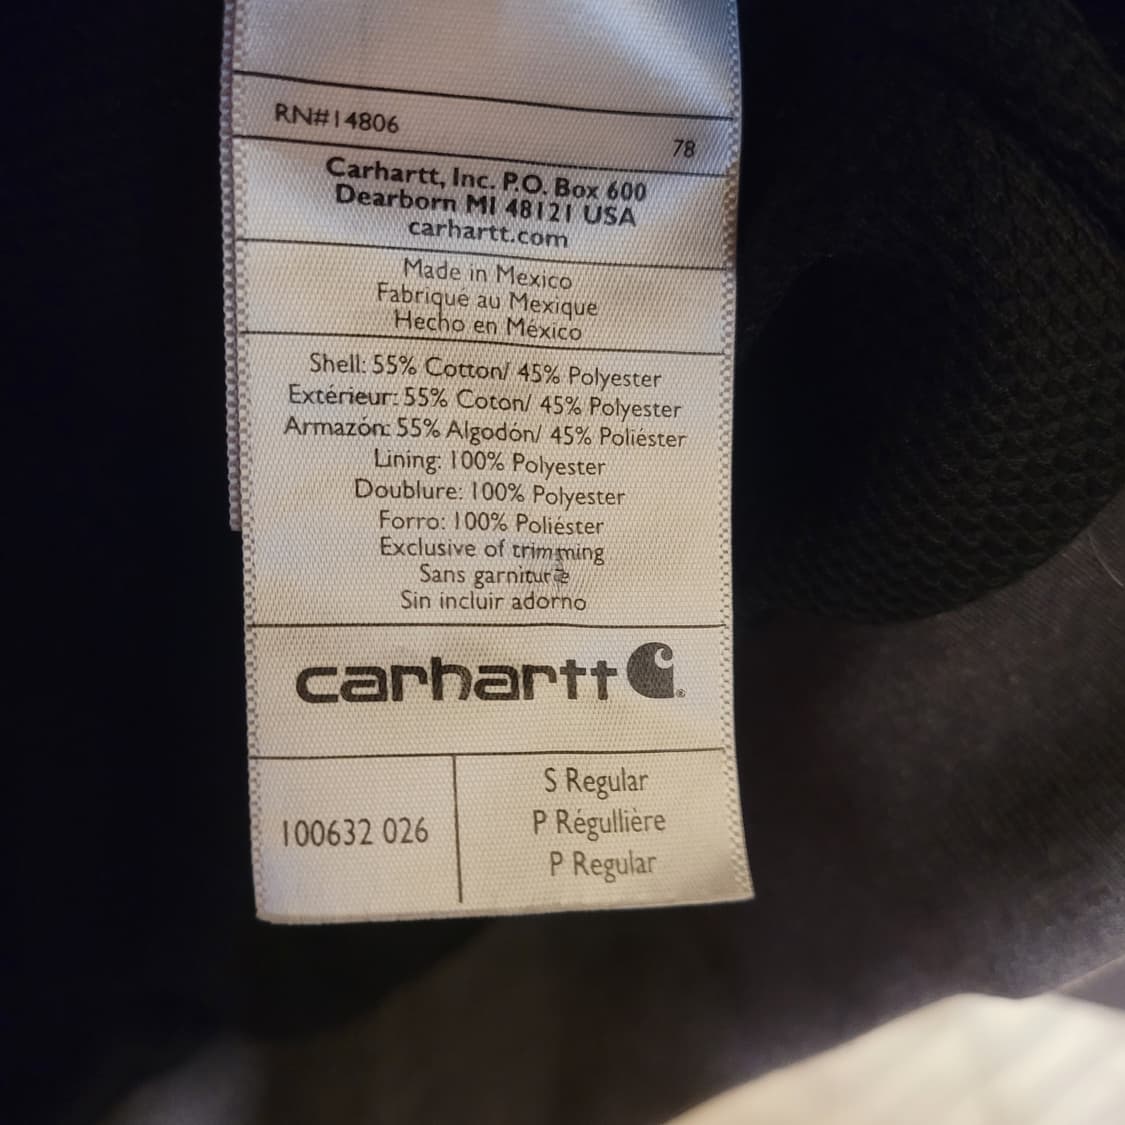 RN#14806
78
Carhartt, Inc. P.O. Box 600
Dearborn MI 48121 USA
carhartt.com
Made in Mexico
Fabriqué au Mexique
Hecho en México
Shell: 55% Cotton/ 45% Polyester
Extérieur: 55% Coton/ 45% Polyester
Armazón: 55% Algodón/ 45% Poliéster
Lining: 100% Polyester
Doublure: 100% Polyester
Forro: 100% Poliéster
Exclusive of trimming
Sans garniture
Sin incluir adorno
carhartt ®
100632 026
S Regular
P Régullière
P Regular